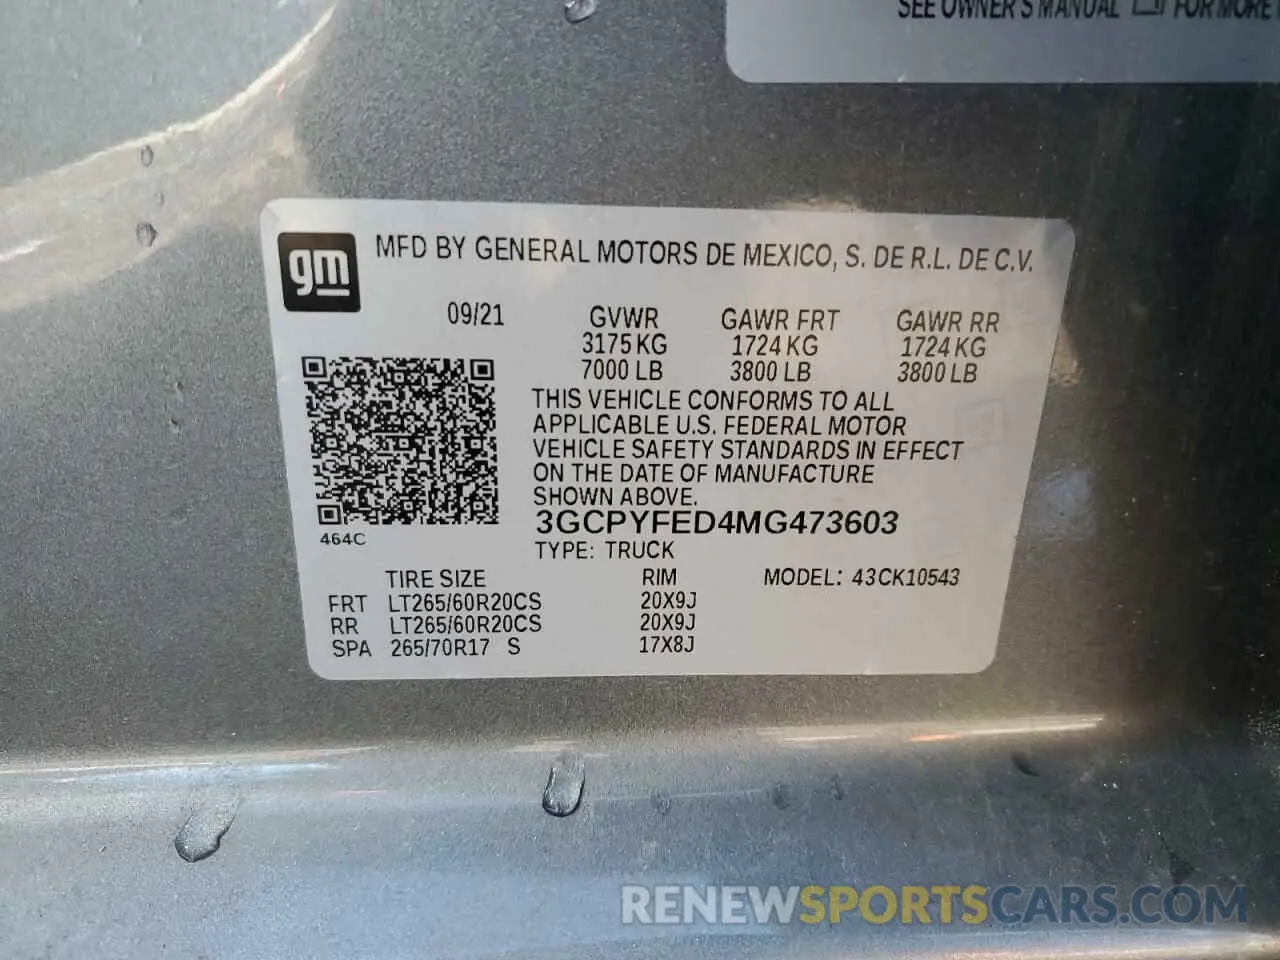 SEE OWNER'S MANUAL FOR MORE
gm
MFD BY GENERAL MOTORS DE MEXICO, S. DE R.L. DE C.V.
09/21 GVWR GAWR FRT GAWR RR
3175 KG 1724 KG 1724 KG
7000 LB 3800 LB 3800 LB
THIS VEHICLE CONFORMS TO ALL
APPLICABLE U.S. FEDERAL MOTOR
VEHICLE SAFETY STANDARDS IN EFFECT
ON THE DATE OF MANUFACTURE
SHOWN ABOVE.
3GCPYFED4MG473603
464C
TYPE: TRUCK
TIRE SIZE RIM MODEL: 43CK10543
FRT LT265/60R20CS 20X9J
RR LT265/60R20CS 20X9J
SPA 265/70R17 S 17X8J
RENEWSPORTSCARS.COM